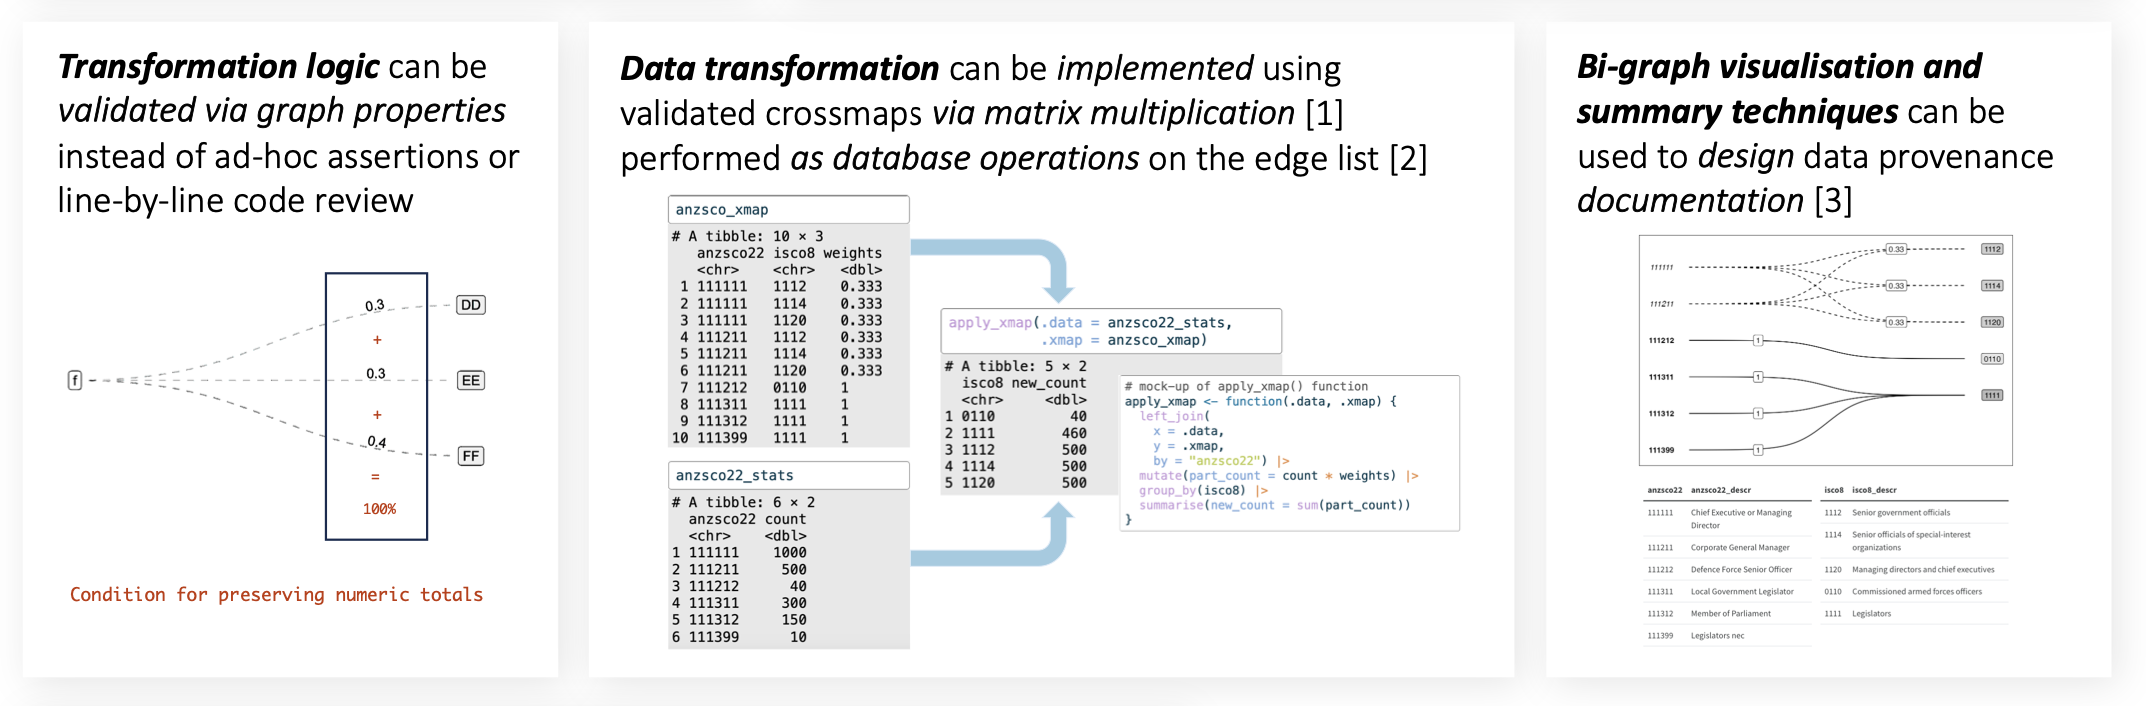 Transformation logic can be
validated via graph properties
instead of ad-hoc assertions or
line-by-line code review
f
0.3
+
0.3
+
0.4
=
100%
DD
EE
FF
Condition for preserving numeric totals
Data transformation can be implemented using
validated crossmaps via matrix multiplication [1]
performed as database operations on the edge list [2]
anzsco_xmap
# A tibble: 10 × 3
anzsco22 isco8 weights
<chr> <chr> <dbl>
1 111111 1112 0.333
2 111111 1114 0.333
3 111111 1120 0.333
4 111211 1112 0.333
5 111211 1114 0.333
6 111211 1120 0.333
7 111212 0110 1
8 111311 1111 1
9 111312 1111 1
10 111399 1111 1
anzsco22_stats
# A tibble: 6 × 2
anzsco22 count
<chr> <dbl>
1 111111 1000
2 111211 500
3 111212 40
4 111311 300
5 111312 150
6 111399 10
apply_xmap(.data = anzsco22_stats,
.xmap = anzsco_xmap)
# A tibble: 5 × 2
isco8 new_count
<chr> <dbl>
1 0110 40
2 1111 460
3 1112 500
4 1114 500
5 1120 500
# mock-up of apply_xmap() function
apply_xmap <- function(.data, .xmap) {
left_join(
x = .data,
y = .xmap,
by = "anzsco22") |>
mutate(part_count = count * weights) |>
group_by(isco8) |>
summarise(new_count = sum(part_count))
}
Bi-graph visualisation and
summary techniques can be
used to design data provenance
documentation [3]
111111
111211
111212
111311
111312
111399
0.33
0.33
0.33
1
1
1
1
1112
1114
1120
0110
1111
anzsco22 anzsco22_descr
111111 Chief Executive or Managing
Director
111211 Corporate General Manager
111212 Defence Force Senior Officer
111311 Local Government Legislator
111312 Member of Parliament
111399 Legislators nec
isco8 isco8_descr
1112 Senior government officials
1114 Senior officials of special-interest
organizations
1120 Managing directors and chief executives
0110 Commissioned armed forces officers
1111 Legislators